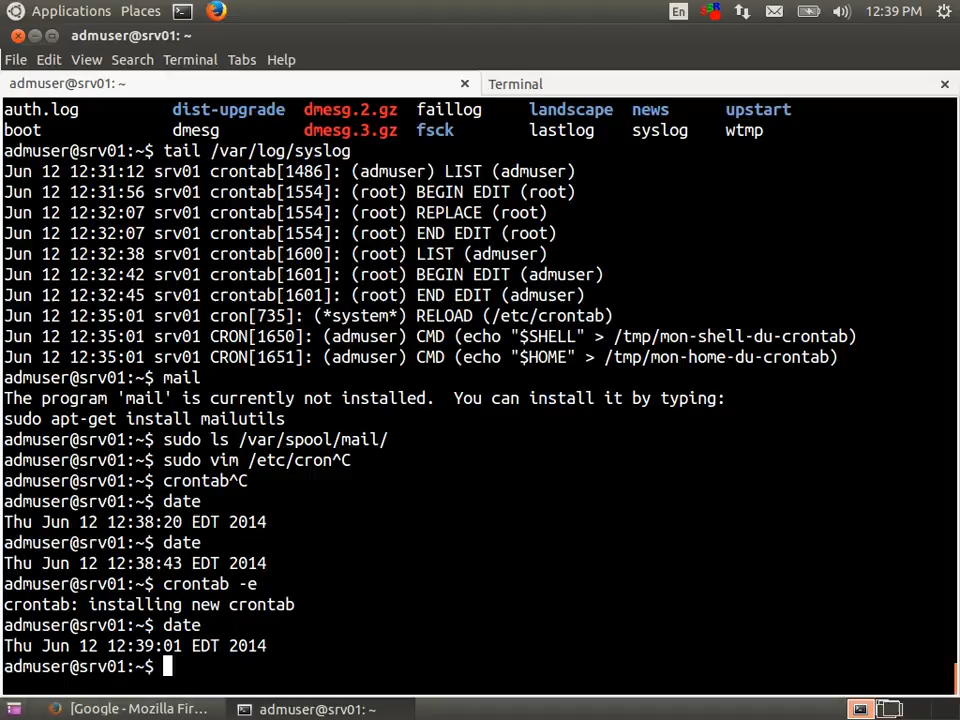 Applications Places En 12:39 PM
admuser@srv01: ~
File Edit View Search Terminal Tabs Help
admuser@srv01: ~ × Terminal ×
auth.log dist-upgrade dmesg.2.gz faillog landscape news upstart
boot dmesg dmesg.3.gz fsck lastlog syslog wtmp
admuser@srv01:~$ tail /var/log/syslog
Jun 12 12:31:12 srv01 crontab[1486]: (admuser) LIST (admuser)
Jun 12 12:31:56 srv01 crontab[1554]: (root) BEGIN EDIT (root)
Jun 12 12:32:07 srv01 crontab[1554]: (root) REPLACE (root)
Jun 12 12:32:07 srv01 crontab[1554]: (root) END EDIT (root)
Jun 12 12:32:38 srv01 crontab[1600]: (root) LIST (admuser)
Jun 12 12:32:42 srv01 crontab[1601]: (root) BEGIN EDIT (admuser)
Jun 12 12:32:45 srv01 crontab[1601]: (root) END EDIT (admuser)
Jun 12 12:35:01 srv01 cron[735]: (*system*) RELOAD (/etc/crontab)
Jun 12 12:35:01 srv01 CRON[1650]: (admuser) CMD (echo "$SHELL" > /tmp/mon-shell-du-crontab)
Jun 12 12:35:01 srv01 CRON[1651]: (admuser) CMD (echo "$HOME" > /tmp/mon-home-du-crontab)
admuser@srv01:~$ mail
The program 'mail' is currently not installed.  You can install it by typing:
sudo apt-get install mailutils
admuser@srv01:~$ sudo ls /var/spool/mail/
admuser@srv01:~$ sudo vim /etc/cron^C
admuser@srv01:~$ crontab^C
admuser@srv01:~$ date
Thu Jun 12 12:38:20 EDT 2014
admuser@srv01:~$ date
Thu Jun 12 12:38:43 EDT 2014
admuser@srv01:~$ crontab -e
crontab: installing new crontab
admuser@srv01:~$ date
Thu Jun 12 12:39:01 EDT 2014
admuser@srv01:~$
[Google - Mozilla Fir... admuser@srv01: ~